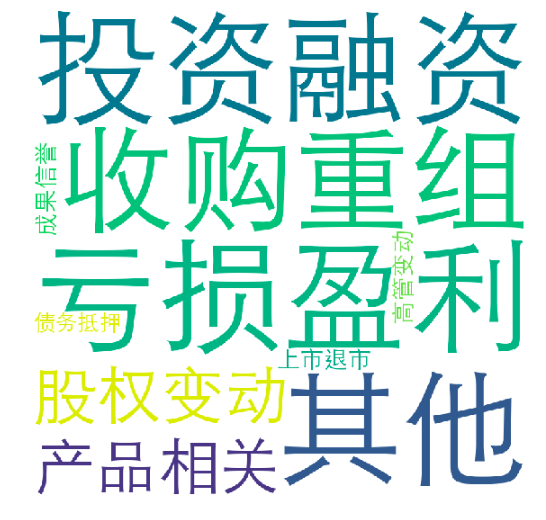 投资融资
收购重组
成果信誉
亏损盈利
高管变动
债务抵押
上市退市
股权变动
其他
产品相关